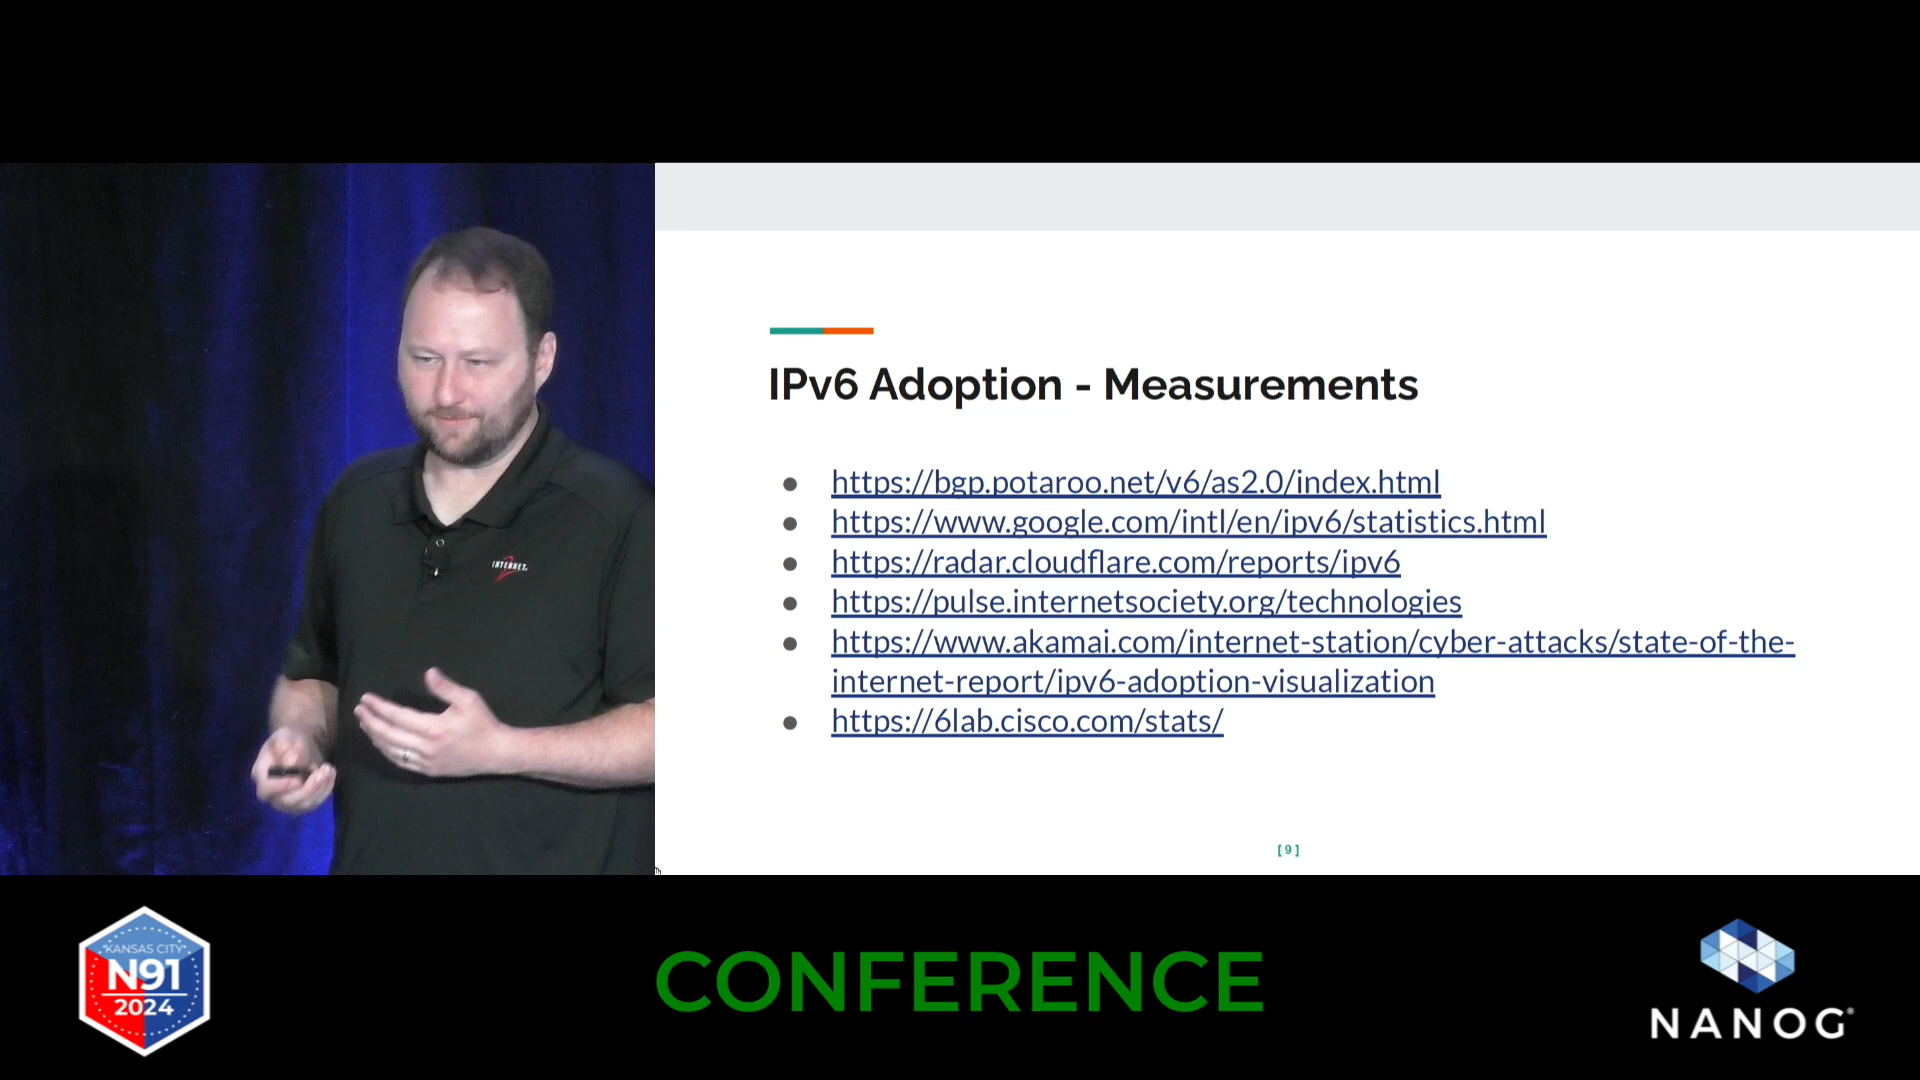 IPv6 Adoption - Measurements
● https://bgp.potaroo.net/v6/as2.0/index.html
● https://www.google.com/intl/en/ipv6/statistics.html
● https://radar.cloudflare.com/reports/ipv6
● https://pulse.internetsociety.org/technologies
● https://www.akamai.com/internet-station/cyber-attacks/state-of-the-
internet-report/ipv6-adoption-visualization
● https://6lab.cisco.com/stats/
[ 9 ]
INTERNET
KANSAS CITY
N91
2024
CONFERENCE
NANOG®